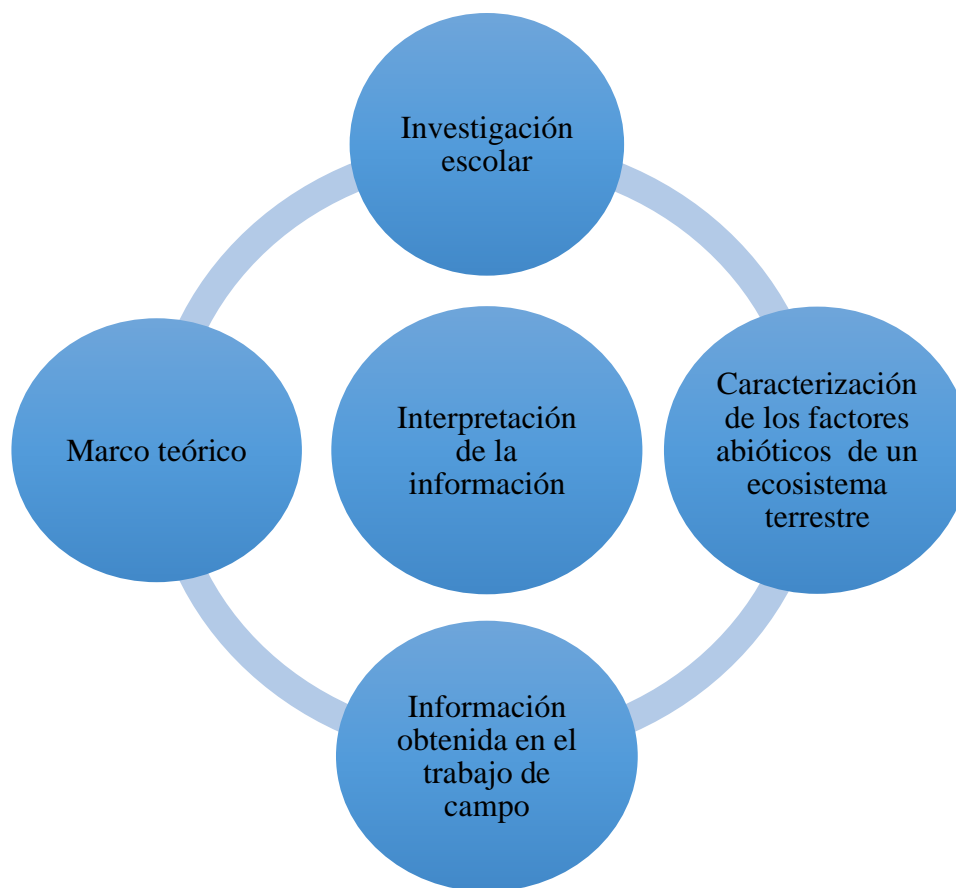 Investigación
escolar
Marco teórico
Interpretación
de la
información
Caracterización
de los factores
abióticos de un
ecosistema
terrestre
Información
obtenida en el
trabajo de
campo